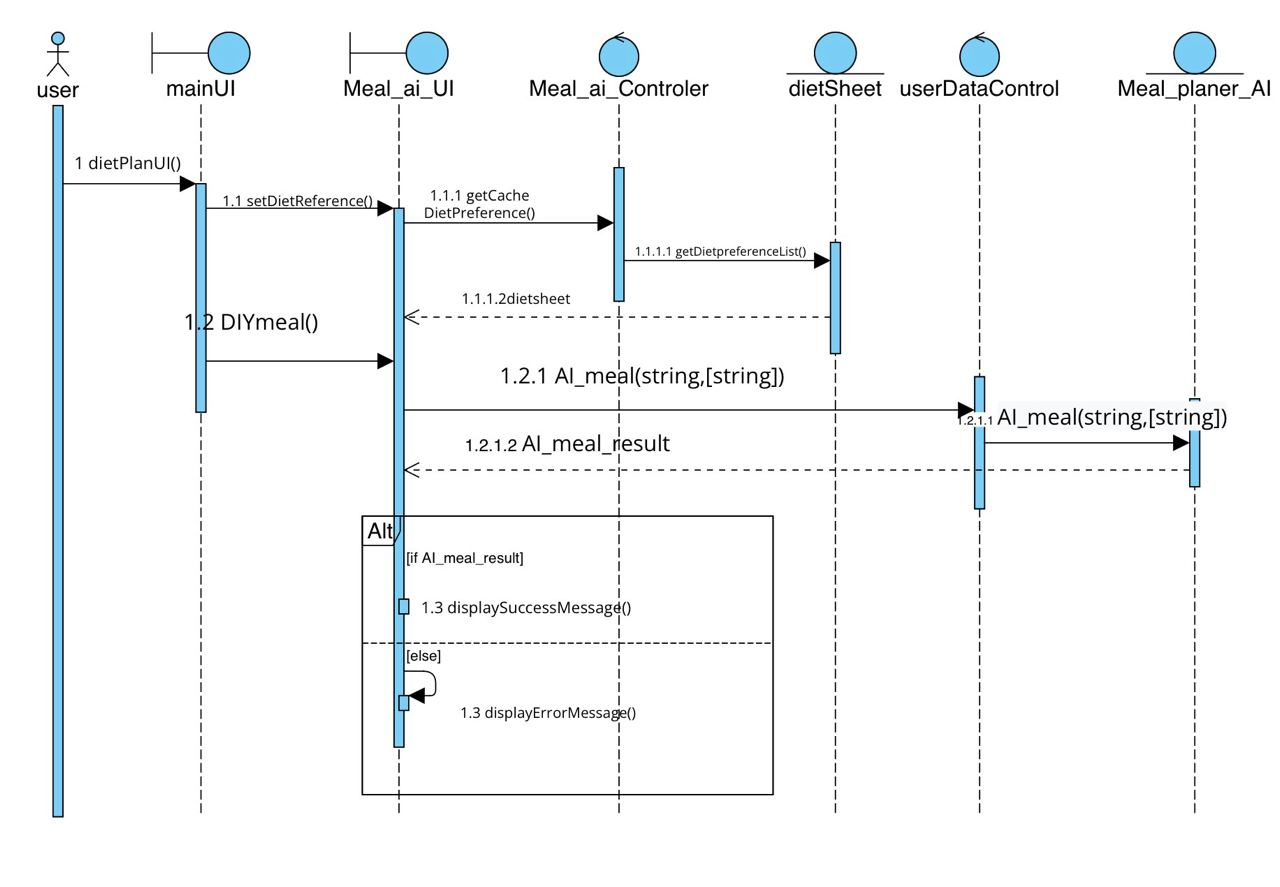 user
mainUI
Meal_ai_UI
Meal_ai_Controler
dietSheet
userDataControl
Meal_planer_AI
1 dietPlanUI()
1.1 setDietReference()
1.1.1 getCache
DietPreference()
1.1.1.1 getDietpreferenceList()
1.1.1.2dietsheet
1.2 DIYmeal()
1.2.1 AI_meal(string,[string])
1.2.1.1 AI_meal(string,[string])
1.2.1.2 AI_meal_result
Alt
[if AI_meal_result]
1.3 displaySuccessMessage()
[else]
1.3 displayErrorMessage()